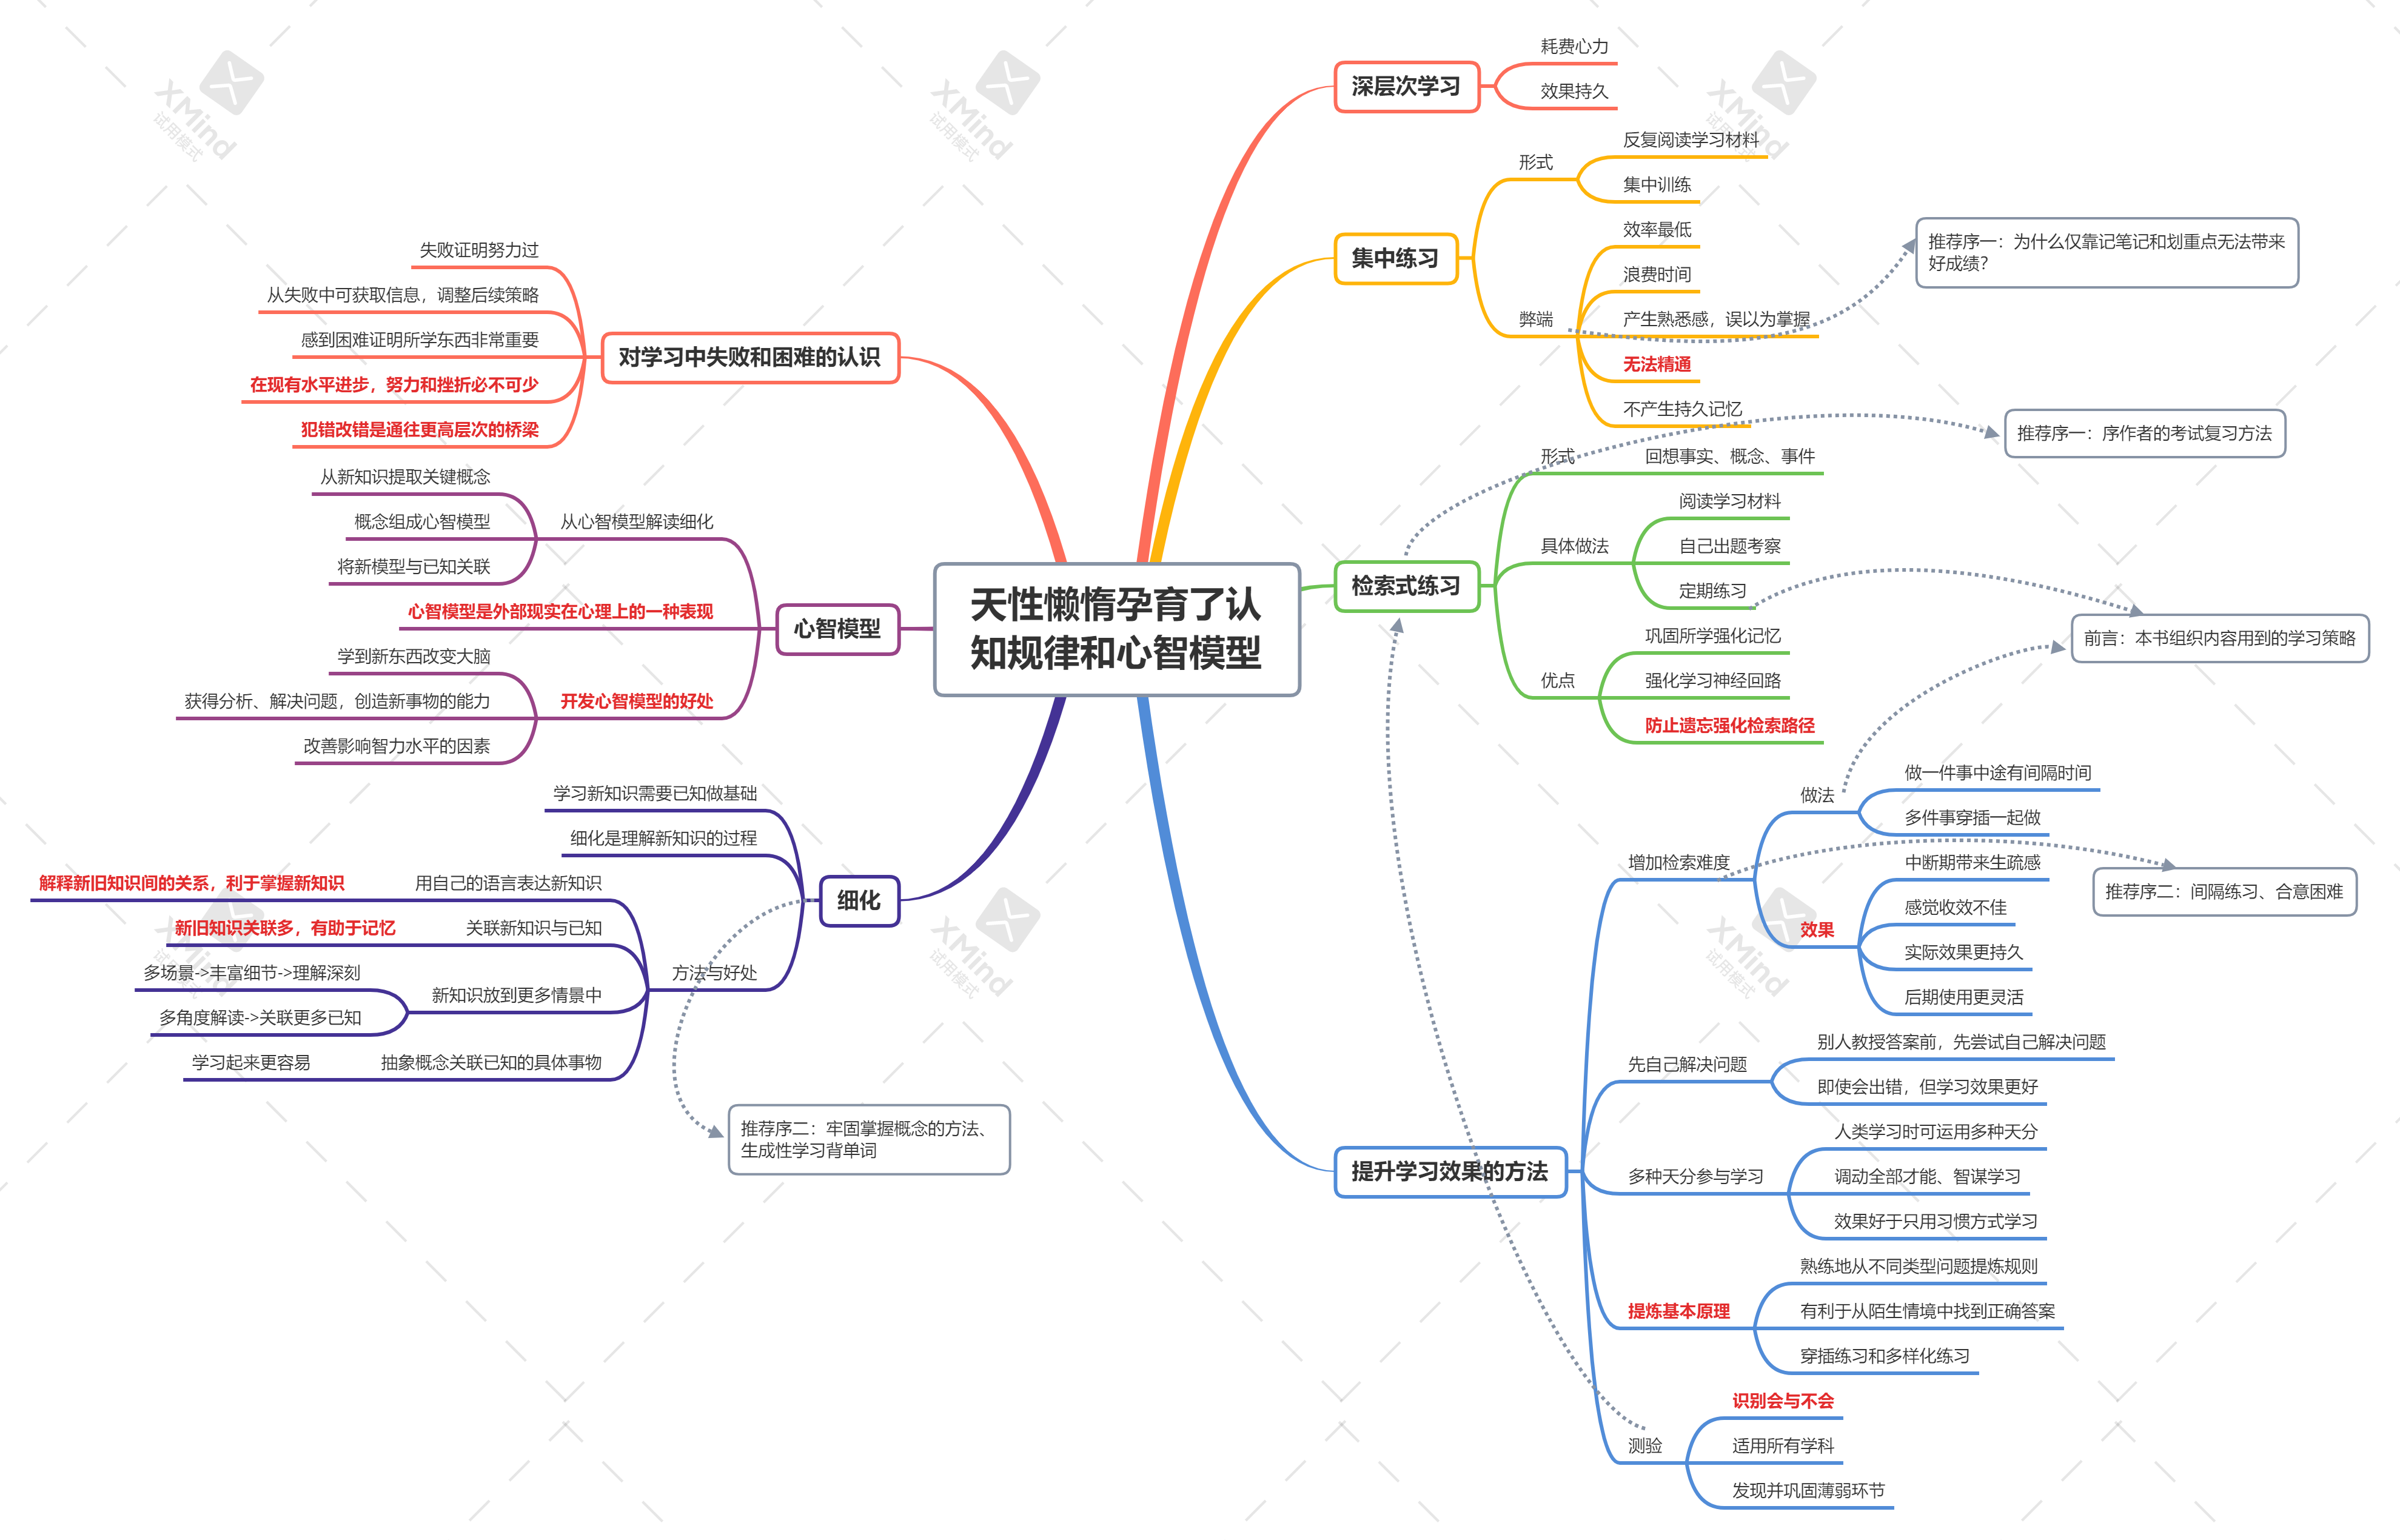 天性懒惰孕育了认
知规律和心智模型
深层次学习
耗费心力
效果持久
集中练习
形式
反复阅读学习材料
集中训练
弊端
效率最低
浪费时间
产生熟悉感，误以为掌握
无法精通
不产生持久记忆
推荐序一：为什么仅靠记笔记和划重点无法带来
好成绩？
推荐序一：序作者的考试复习方法
检索式练习
形式
回想事实、概念、事件
具体做法
阅读学习材料
自己出题考察
定期练习
优点
巩固所学强化记忆
强化学习神经回路
防止遗忘强化检索路径
前言：本书组织内容用到的学习策略
提升学习效果的方法
增加检索难度
做法
做一件事中途有间隔时间
多件事穿插一起做
效果
中断期带来生疏感
感觉收效不佳
实际效果更持久
后期使用更灵活
推荐序二：间隔练习、合意困难
先自己解决问题
别人教授答案前，先尝试自己解决问题
即使会出错，但学习效果更好
多种天分参与学习
人类学习时可运用多种天分
调动全部才能、智谋学习
效果好于只用习惯方式学习
提炼基本原理
熟练地从不同类型问题提炼规则
有利于从陌生情境中找到正确答案
穿插练习和多样化练习
测验
识别会与不会
适用所有学科
发现并巩固薄弱环节
对学习中失败和困难的认识
失败证明努力过
从失败中可获取信息，调整后续策略
感到困难证明所学东西非常重要
在现有水平进步，努力和挫折必不可少
犯错改错是通往更高层次的桥梁
心智模型
从心智模型解读细化
从新知识提取关键概念
概念组成心智模型
将新模型与已知关联
心智模型是外部现实在心理上的一种表现
开发心智模型的好处
学到新东西改变大脑
获得分析、解决问题，创造新事物的能力
改善影响智力水平的因素
细化
学习新知识需要已知做基础
细化是理解新知识的过程
方法与好处
用自己的语言表达新知识
解释新旧知识间的关系，利于掌握新知识
关联新知识与已知
新旧知识关联多，有助于记忆
新知识放到更多情景中
多场景->丰富细节->理解深刻
多角度解读->关联更多已知
抽象概念关联已知的具体事物
学习起来更容易
推荐序二：牢固掌握概念的方法、
生成性学习背单词
XMind
试用模式
XMind
试用模式
XMind
试用模式
XMind
试用模式
XMind
试用模式
XMind
试用模式